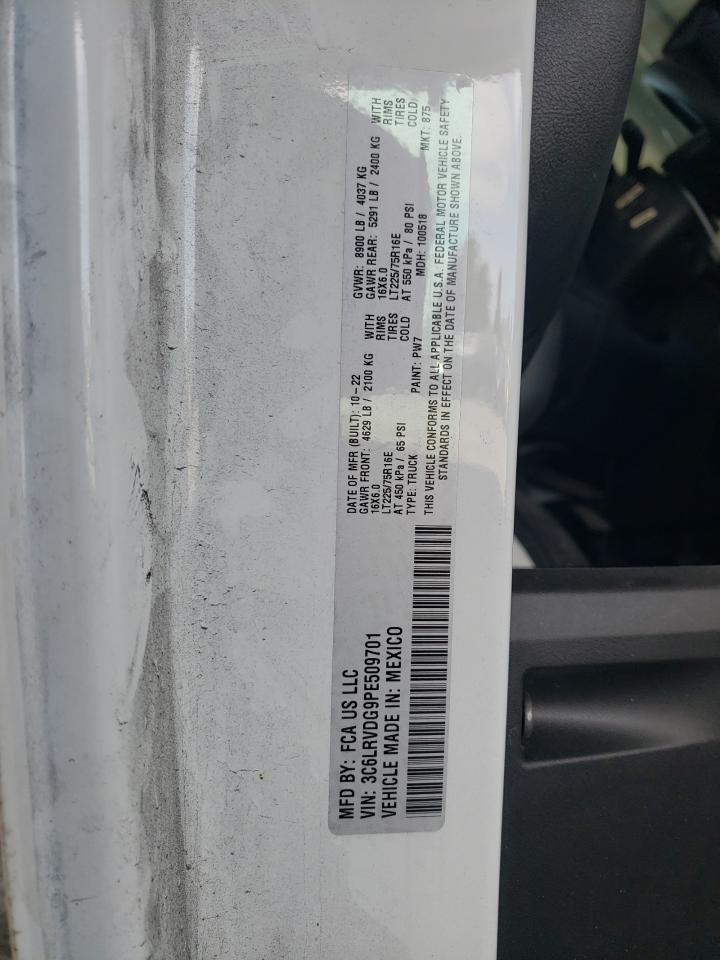 MFD BY: FCA US LLC
VIN: 3C6LRVDG9PE509701
VEHICLE MADE IN: MEXICO
DATE OF MFR (BUILT): 10-22 GVWR: 8900 LB / 4037 KG
GAWR FRONT: 4629 LB / 2100 KG WITH GAWR REAR: 5291 LB / 2400 KG WITH
16X6.0 RIMS 16X6.0 RIMS
LT225/75R16E TIRES LT225/75R16E TIRES
AT 450 kPa / 65 PSI COLD AT 550 kPa / 80 PSI COLD
TYPE: TRUCK PAINT: PW7 MDH: 100518 MKT: 875
THIS VEHICLE CONFORMS TO ALL APPLICABLE U.S.A. FEDERAL MOTOR VEHICLE SAFETY
STANDARDS IN EFFECT ON THE DATE OF MANUFACTURE SHOWN ABOVE.